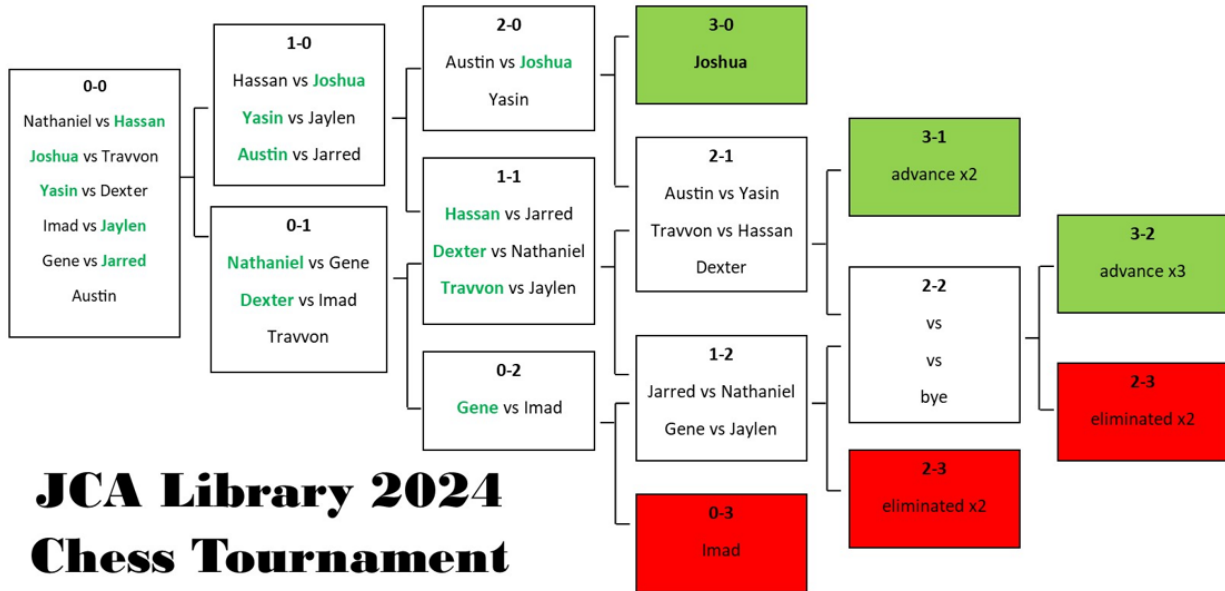 0-0
Nathaniel vs Hassan
Joshua vs Travvon
Yasin vs Dexter
Imad vs Jaylen
Gene vs Jarred
Austin
1-0
Hassan vs Joshua
Yasin vs Jaylen
Austin vs Jarred
0-1
Nathaniel vs Gene
Dexter vs Imad
Travvon
2-0
Austin vs Joshua
Yasin
1-1
Hassan vs Jarred
Dexter vs Nathaniel
Travvon vs Jaylen
0-2
Gene vs Imad
3-0
Joshua
2-1
Austin vs Yasin
Travvon vs Hassan
Dexter
1-2
Jarred vs Nathaniel
Gene vs Jaylen
0-3
Imad
3-1
advance x2
2-2
vs
vs
bye
2-3
eliminated x2
3-2
advance x3
2-3
eliminated x2
JCA Library 2024
Chess Tournament